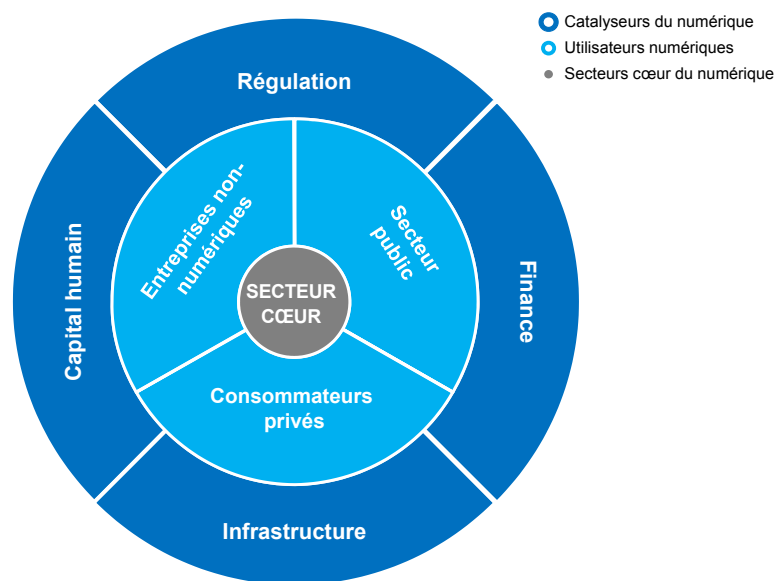 Catalyseurs du numérique
Utilisateurs numériques
Secteurs cœur du numérique
Régulation
Entreprises non-
numériques
Secteur
public
Capital humain
SECTEUR
CŒUR
Finance
Consommateurs
privés
Infrastructure